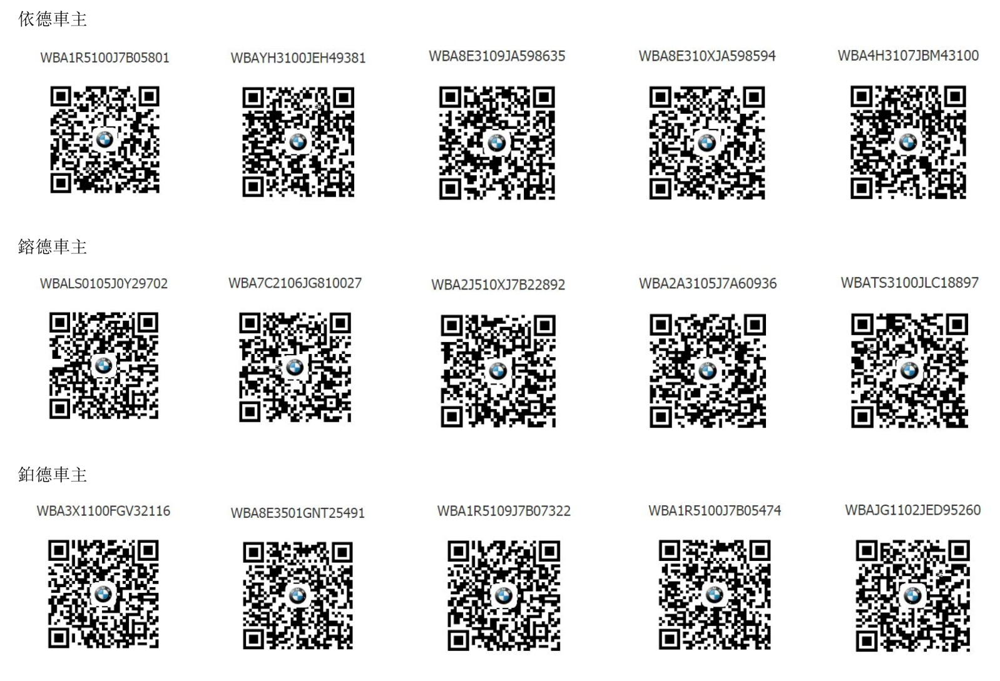 依德車主
WBA1R5100J7B05801 WBAYH3100JEH49381 WBA8E3109JA598635 WBA8E310XJA598594 WBA4H3107JBM43100
鎔德車主
WBALS0105J0Y29702 WBA7C2106JG810027 WBA2J510XJ7B22892 WBA2A3105J7A60936 WBATS3100JLC18897
鉑德車主
WBA3X1100FGV32116 WBA8E3501GNT25491 WBA1R5109J7B07322 WBA1R5100J7B05474 WBAJG1102JED95260